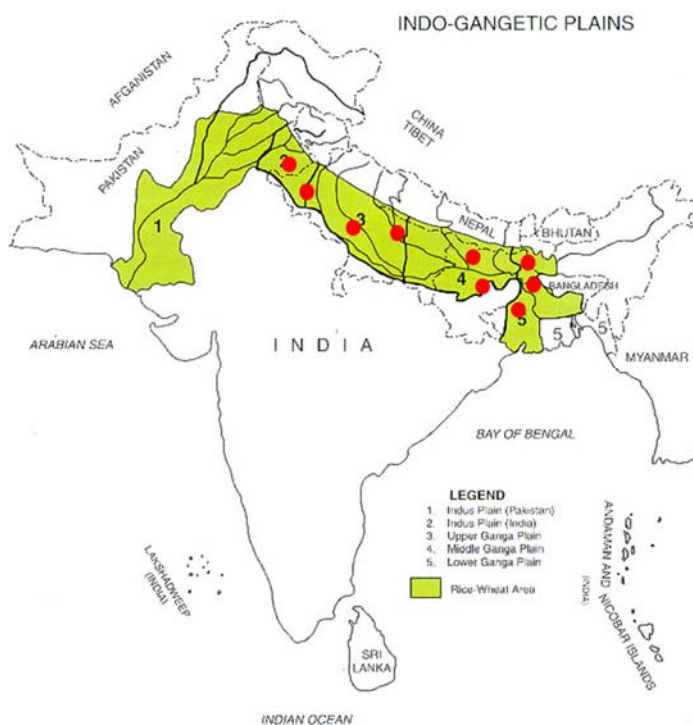 INDO-GANGETIC PLAINS
AFGANISTAN
CHINA
TIBET
PAKISTAN
2
1
3
NEPAL
BHUTAN
4
BANGLADESH
5
5
5
ARABIAN SEA
INDIA
MYANMAR
BAY OF BENGAL
LEGEND
1. Indus Plain (Pakistan)
2. Indus Plain (India)
3. Upper Ganga Plain
4. Middle Ganga Plain
5. Lower Ganga Plain
Rice-Wheat Area
LAKSHADWEEP
(INDIA)
ANDAMAN AND NICOBAR ISLANDS
(INDIA)
SRI
LANKA
INDIAN OCEAN